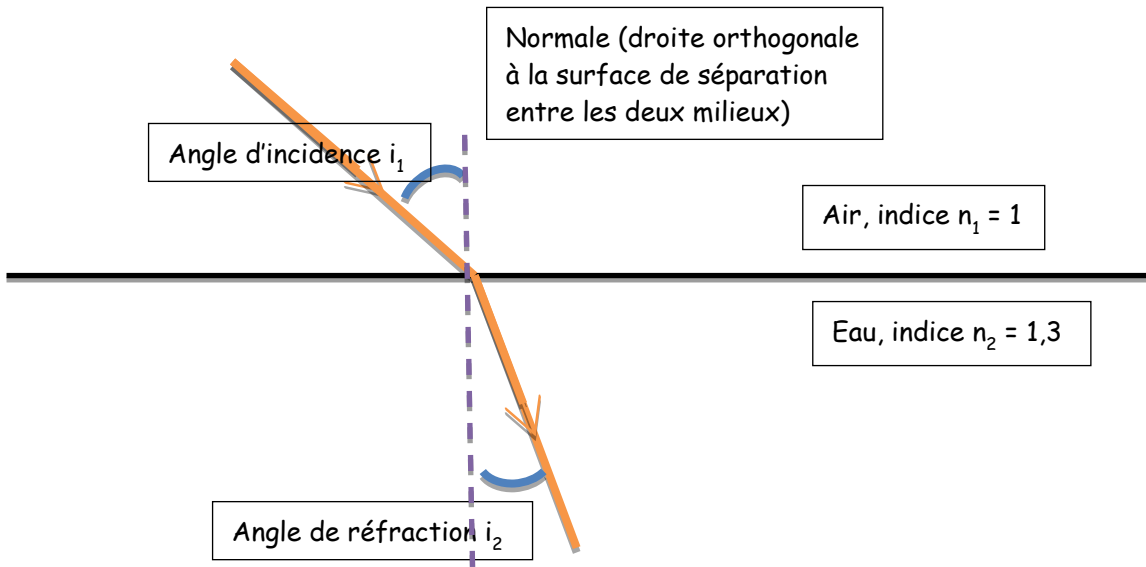 Normale (droite orthogonale
à la surface de séparation
entre les deux milieux)
Angle d’incidence i₁
Air, indice n₁ = 1
Eau, indice n₂ = 1,3
Angle de réfraction i₂